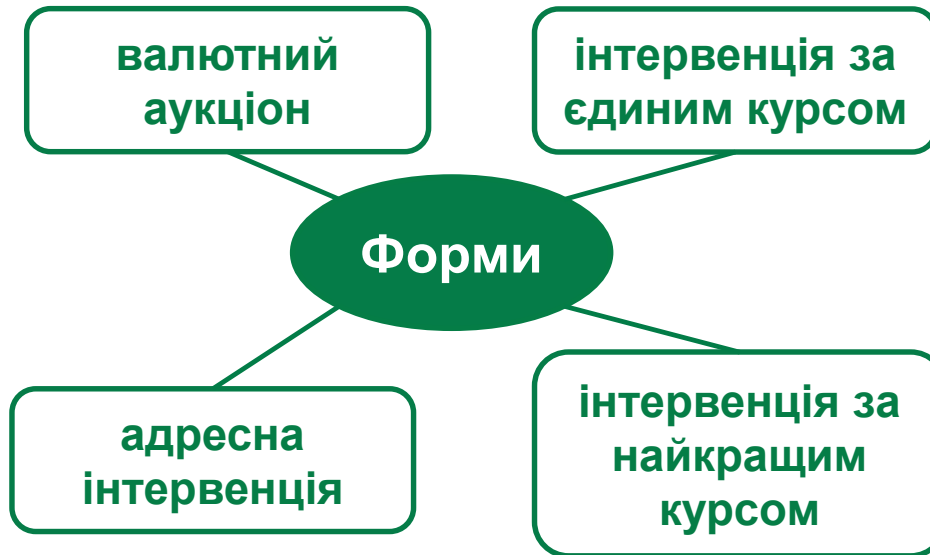 валютний
аукціон
інтервенція за
єдиним курсом
Форми
адресна
інтервенція
інтервенція за
найкращим
курсом